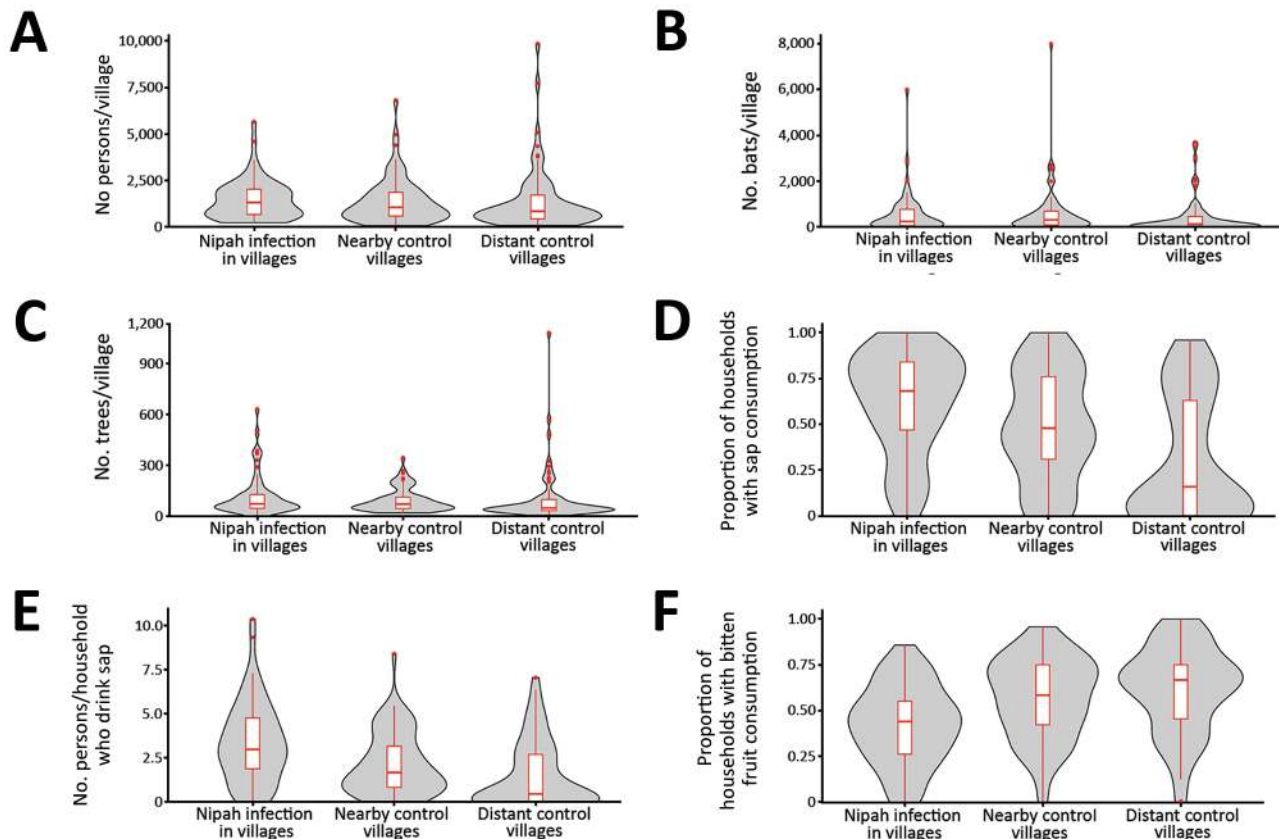 A
No persons/village
10,000
7,500
5,000
2,500
0
Nipah infection
in villages
Nearby control
villages
Distant control
villages
B
No. bats/village
8,000
6,000
4,000
2,000
0
Nipah infection
in villages
Nearby control
villages
Distant control
villages
C
No. trees/village
1,200
900
600
300
0
Nipah infection
in villages
Nearby control
villages
Distant control
villages
D
Proportion of households
with sap consumption
1.00
0.75
0.50
0.25
0
Nipah infection
in villages
Nearby control
villages
Distant control
villages
E
No. persons/household
who drink sap
10.0
7.5
5.0
2.5
0
Nipah infection
in villages
Nearby control
villages
Distant control
villages
F
Proportion of
households with bitten
fruit consumption
1.00
0.75
0.50
0.25
0
Nipah infection
in villages
Nearby control
villages
Distant control
villages